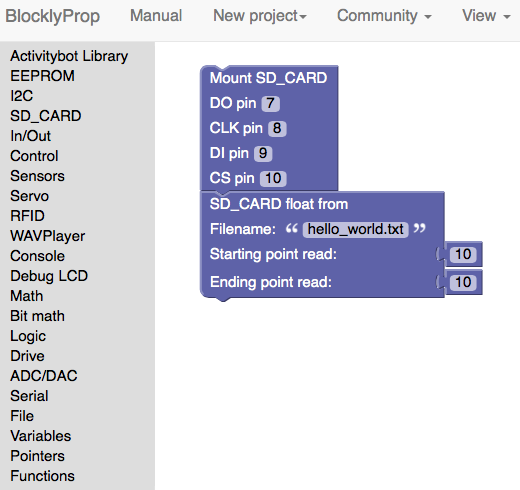 BlocklyProp Manual New project Community View
Activitybot Library
EEPROM
I2C
SD_CARD
In/Out
Control
Sensors
Servo
RFID
WAVPlayer
Console
Debug LCD
Math
Bit math
Logic
Drive
ADC/DAC
Serial
File
Variables
Pointers
Functions
Mount SD_CARD
DO pin 7
CLK pin 8
DI pin 9
CS pin 10
SD_CARD float from
Filename: “ hello_world.txt ”
Starting point read: 10
Ending point read: 10